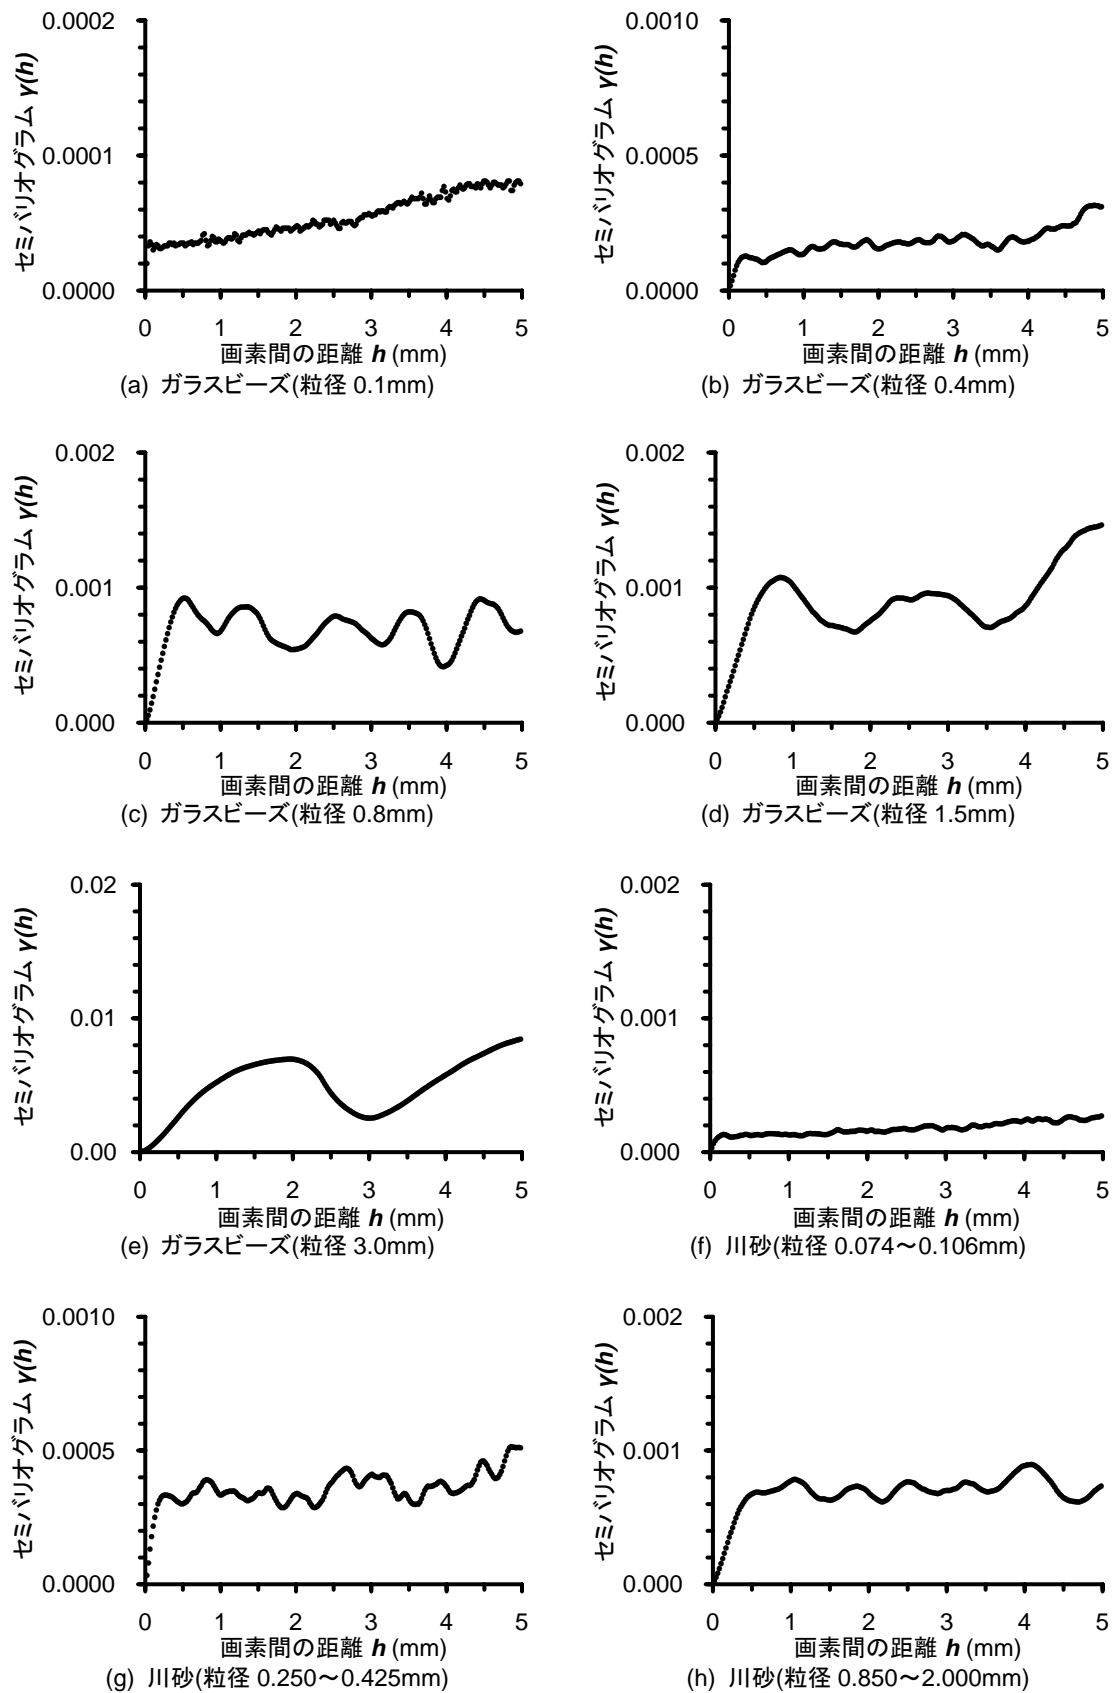 0.0002
0.0001
0.0000
セミバリオグラム γ(h)
0 1 2 3 4 5
画素間の距離 h (mm)
(a) ガラスビーズ(粒径 0.1mm)
0.0010
0.0005
0.0000
セミバリオグラム γ(h)
0 1 2 3 4 5
画素間の距離 h (mm)
(b) ガラスビーズ(粒径 0.4mm)
0.002
0.001
0.000
セミバリオグラム γ(h)
0 1 2 3 4 5
画素間の距離 h (mm)
(c) ガラスビーズ(粒径 0.8mm)
0.002
0.001
0.000
セミバリオグラム γ(h)
0 1 2 3 4 5
画素間の距離 h (mm)
(d) ガラスビーズ(粒径 1.5mm)
0.02
0.01
0.00
セミバリオグラム γ(h)
0 1 2 3 4 5
画素間の距離 h (mm)
(e) ガラスビーズ(粒径 3.0mm)
0.002
0.001
0.000
セミバリオグラム γ(h)
0 1 2 3 4 5
画素間の距離 h (mm)
(f) 川砂(粒径 0.074～0.106mm)
0.0010
0.0005
0.0000
セミバリオグラム γ(h)
0 1 2 3 4 5
画素間の距離 h (mm)
(g) 川砂(粒径 0.250～0.425mm)
0.002
0.001
0.000
セミバリオグラム γ(h)
0 1 2 3 4 5
画素間の距離 h (mm)
(h) 川砂(粒径 0.850～2.000mm)